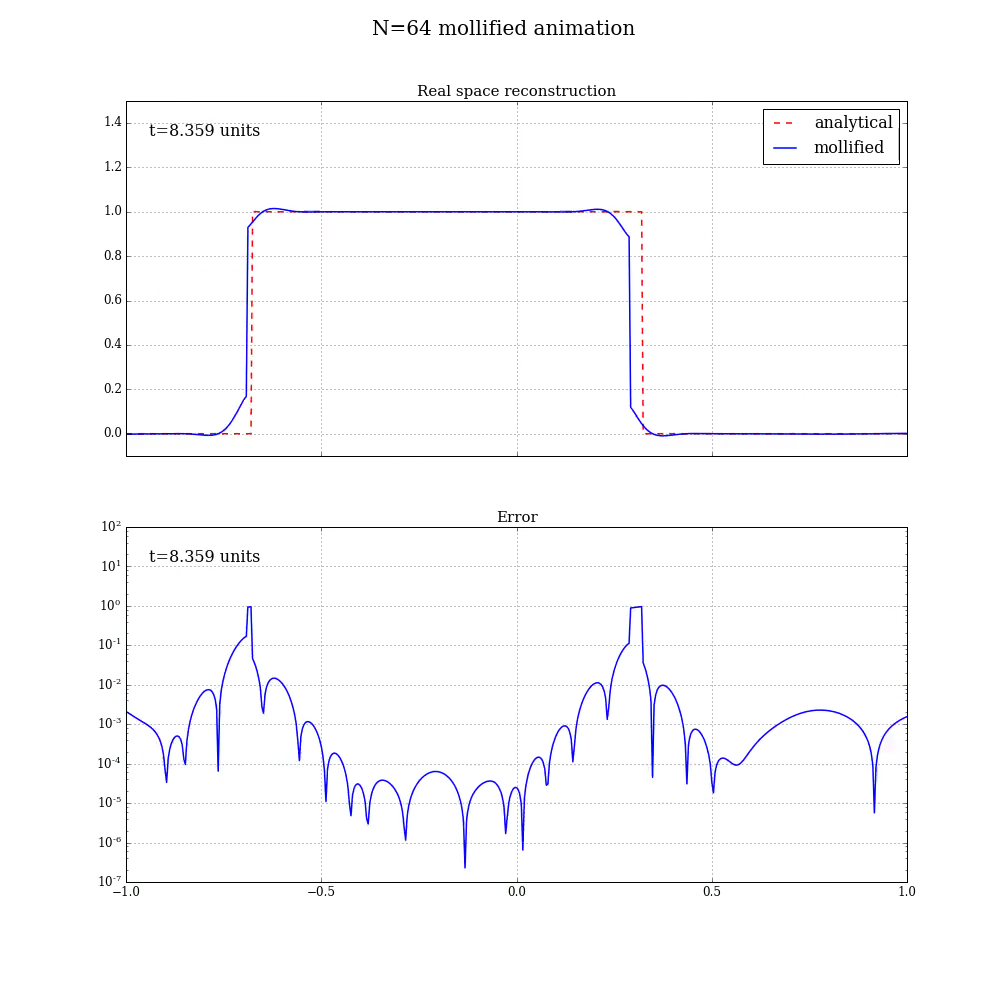 N=64 mollified animation
Real space reconstruction
t=8.359 units
analytical
mollified
1.4
1.2
1.0
0.8
0.6
0.4
0.2
0.0
Error
t=8.359 units
10²
10¹
10⁰
10⁻¹
10⁻²
10⁻³
10⁻⁴
10⁻⁵
10⁻⁶
10⁻⁷
−1.0 −0.5 0.0 0.5 1.0